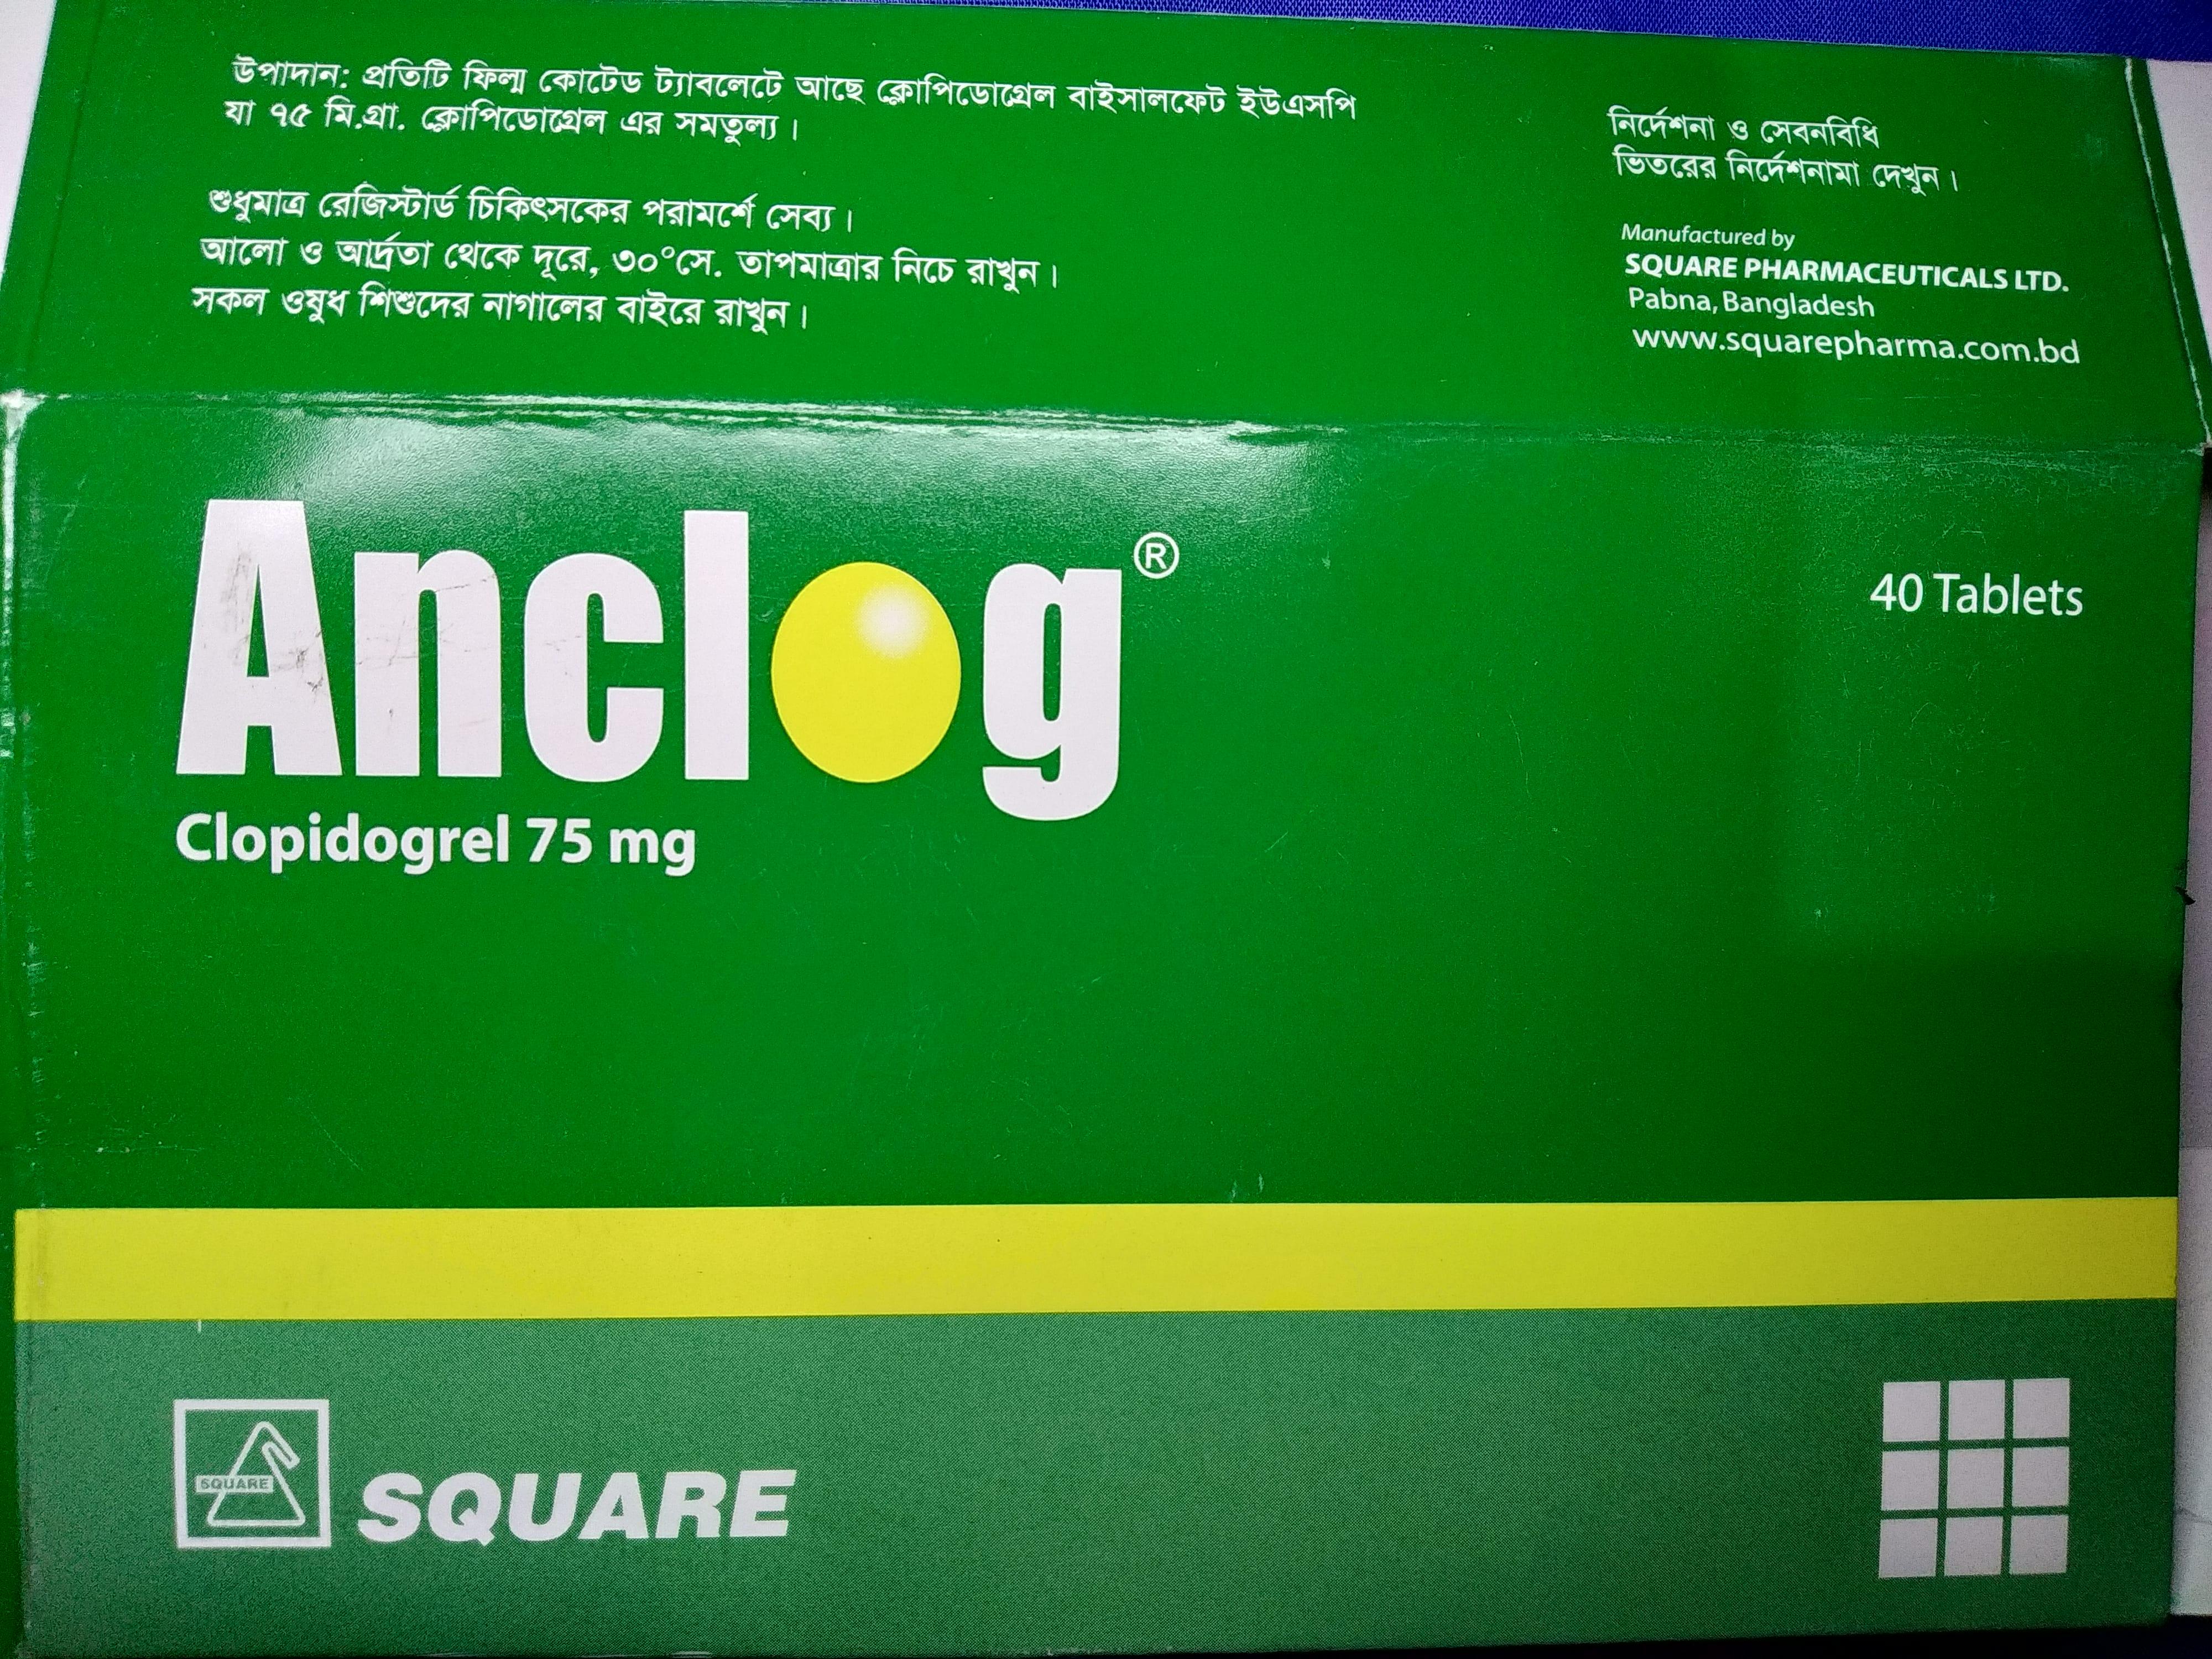 উপাদান: প্রতিটি ফিল্ম কোটেড ট্যাবলেটে আছে ক্লোপিডোগ্রেল বাইসালফেট ইউএসপি
যা ৭৫ মি.গ্রা. ক্লোপিডোগ্রেল এর সমতুল্য।
শুধুমাত্র রেজিস্টার্ড চিকিৎসকের পরামর্শে সেব্য।
আলো ও আর্দ্রতা থেকে দূরে, ৩০°সে. তাপমাত্রার নিচে রাখুন।
সকল ওষুধ শিশুদের নাগালের বাইরে রাখুন।
নির্দেশনা ও সেবনবিধি
ভিতরের নির্দেশনামা দেখুন।
Manufactured by
SQUARE PHARMACEUTICALS LTD.
Pabna, Bangladesh
www.squarepharma.com.bd
Anclog®
40 Tablets
Clopidogrel 75 mg
SQUARE
SQUARE